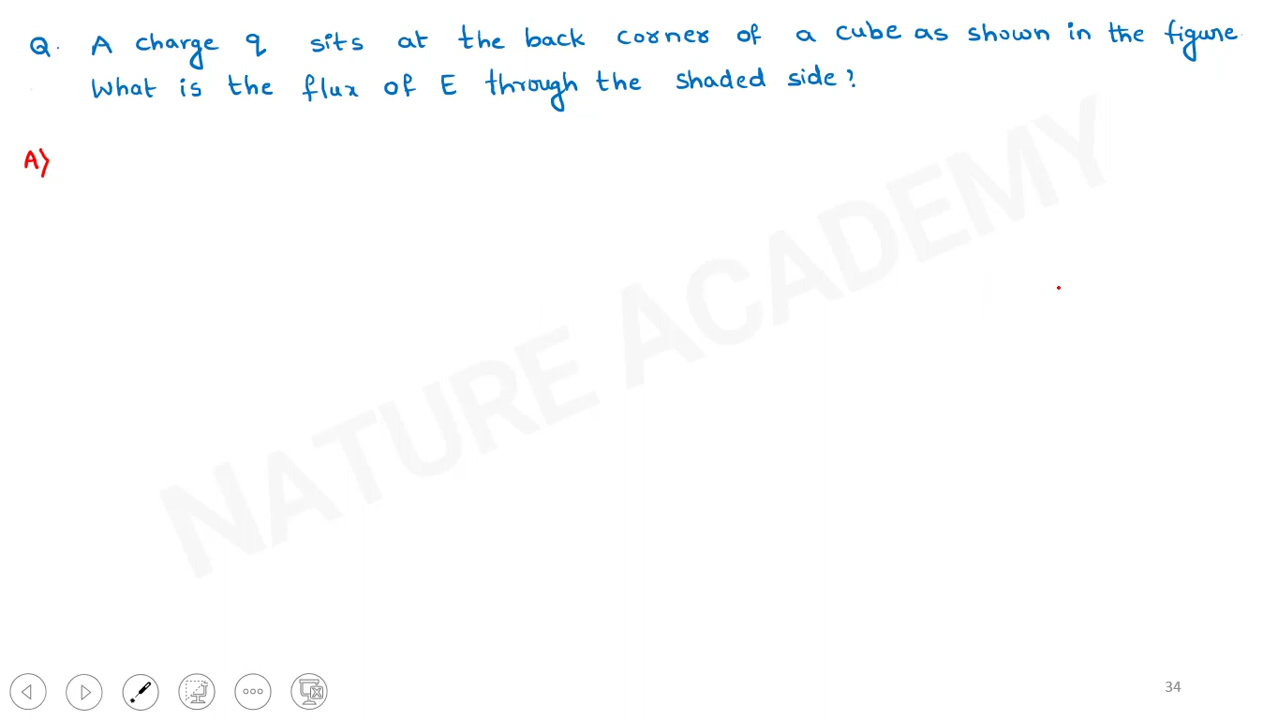 Q. A charge q sits at the back corner of a cube as shown in the figure
What is the flux of E through the shaded side?
A)
NATURE ACADEMY
34